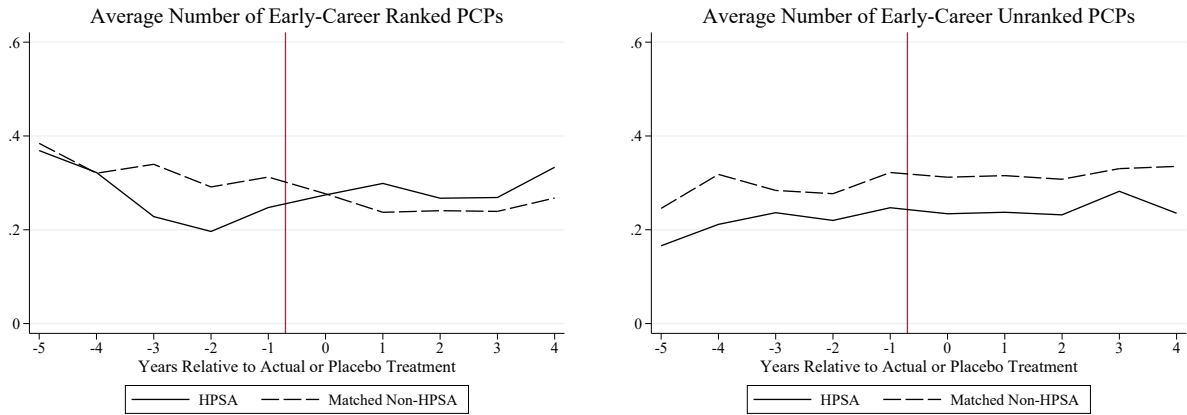 Average Number of Early-Career Ranked PCPs
.6
.4
.2
0
-5 -4 -3 -2 -1 0 1 2 3 4
Years Relative to Actual or Placebo Treatment
HPSA Matched Non-HPSA
Average Number of Early-Career Unranked PCPs
.6
.4
.2
0
-5 -4 -3 -2 -1 0 1 2 3 4
Years Relative to Actual or Placebo Treatment
HPSA Matched Non-HPSA